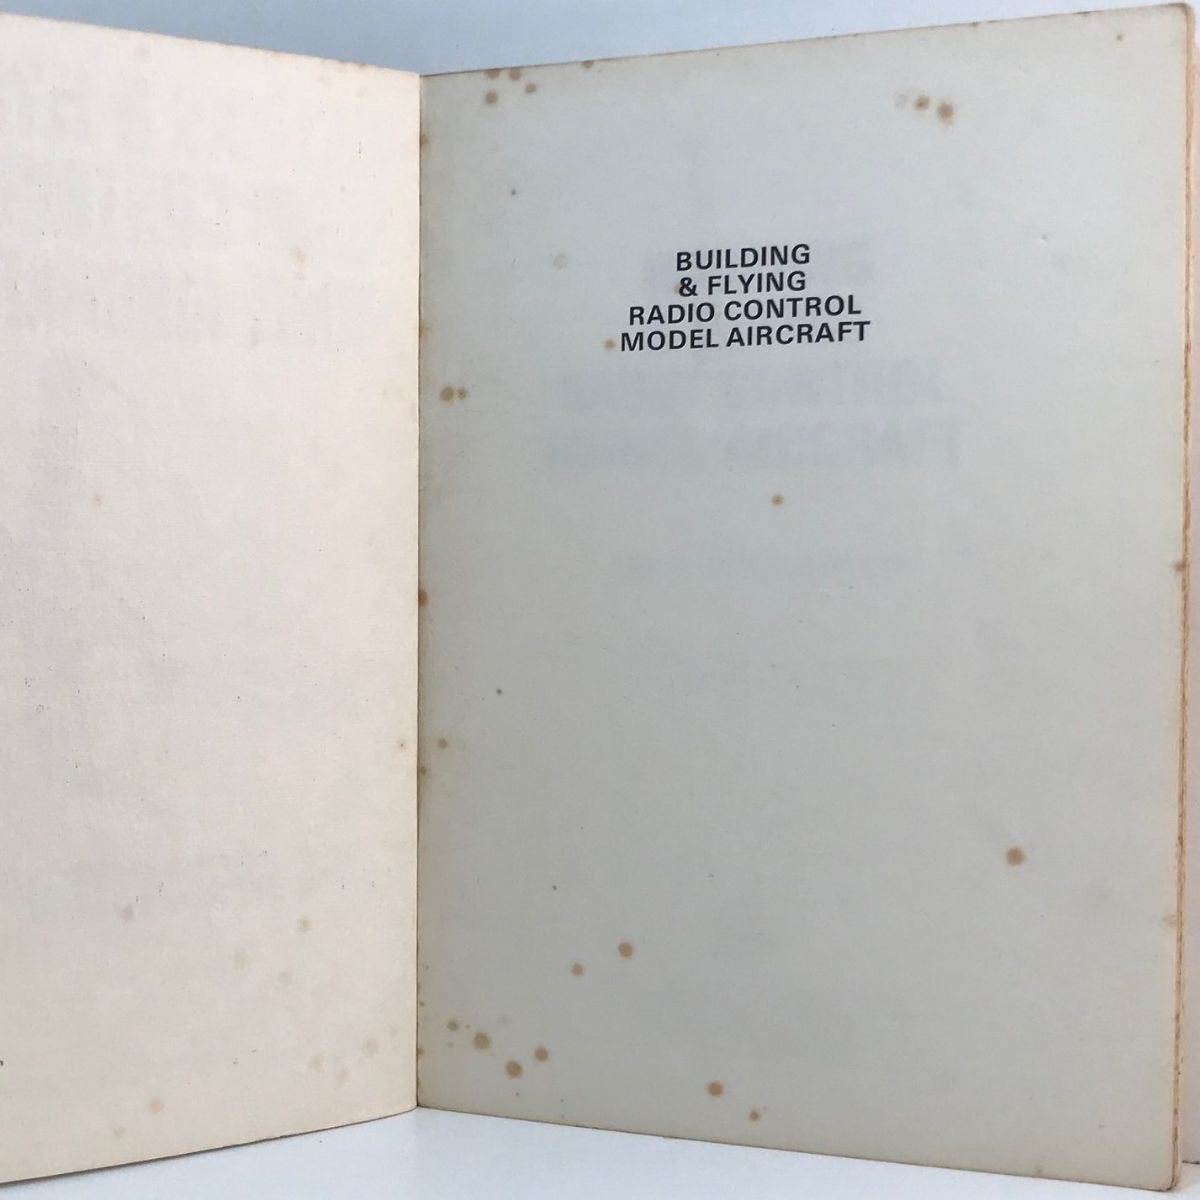 BUILDING
& FLYING
RADIO CONTROL
MODEL AIRCRAFT